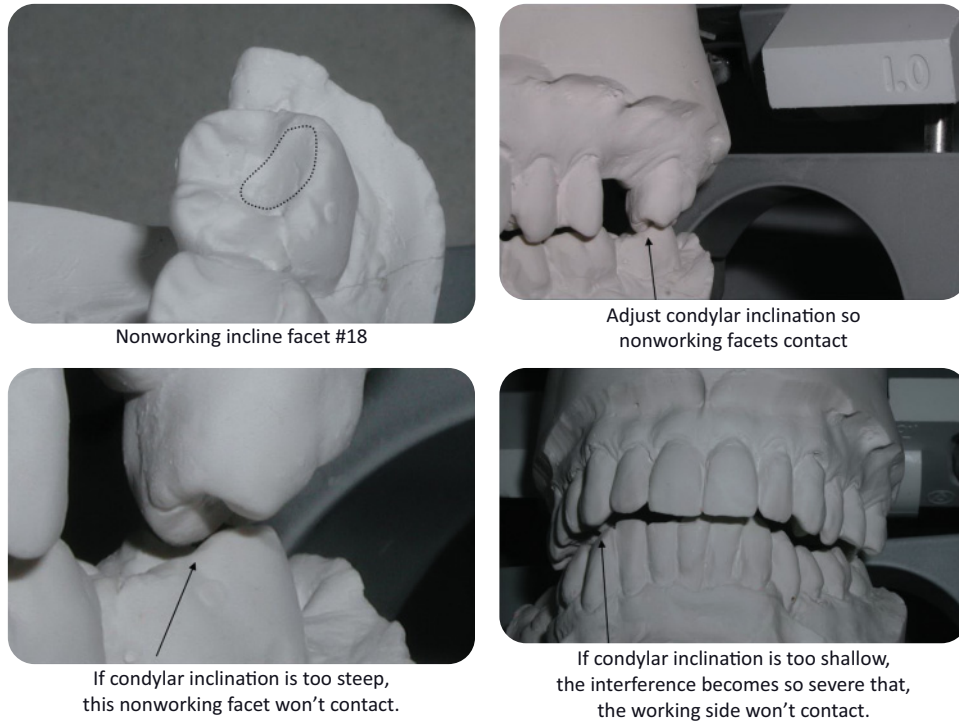 Nonworking incline facet #18
1.0
Adjust condylar inclination so
nonworking facets contact
If condylar inclination is too steep,
this nonworking facet won’t contact.
If condylar inclination is too shallow,
the interference becomes so severe that,
the working side won’t contact.